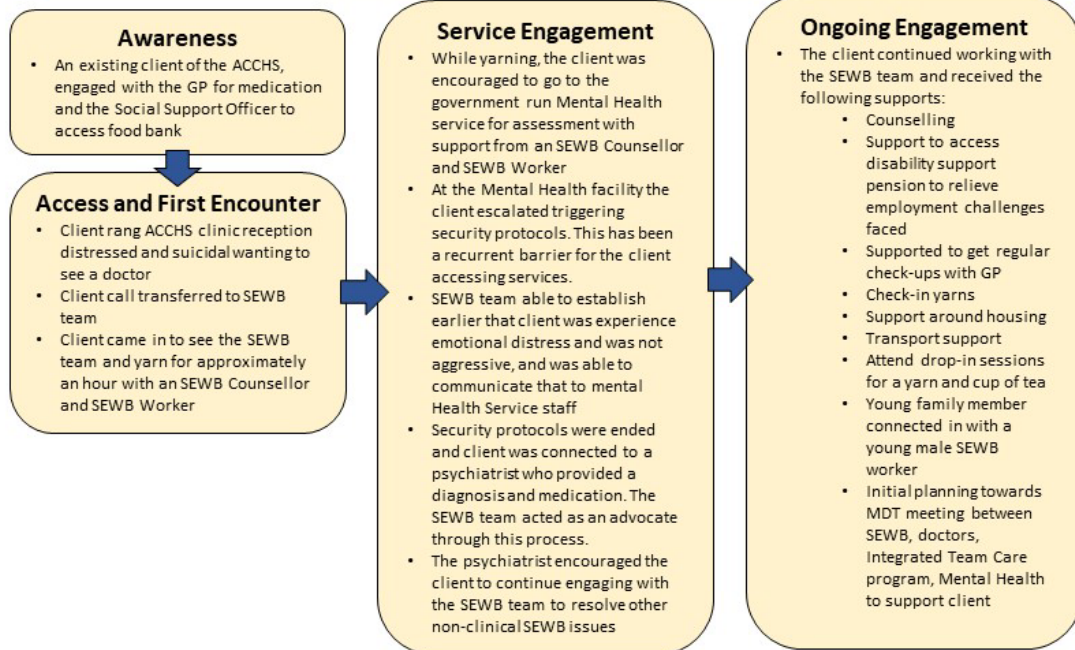 Awareness
• An existing client of the ACCHS,
engaged with the GP for medication
and the Social Support Officer to
access food bank
Access and First Encounter
• Client rang ACCHS clinic reception
distressed and suicidal wanting to
see a doctor
• Client call transferred to SEWB
team
• Client came in to see the SEWB
team and yarn for approximately
an hour with an SEWB Counsellor
and SEWB Worker
Service Engagement
• While yarning, the client was
encouraged to go to the
government run Mental Health
service for assessment with
support from an SEWB Counsellor
and SEWB Worker
• At the Mental Health facility the
client escalated triggering
security protocols. This has been
a recurrent barrier for the client
accessing services.
• SEWB team able to establish
earlier that client was experience
emotional distress and was not
aggressive, and was able to
communicate that to mental
Health Service staff
• Security protocols were ended
and client was connected to a
psychiatrist who provided a
diagnosis and medication. The
SEWB team acted as an advocate
through this process.
• The psychiatrist encouraged the
client to continue engaging with
the SEWB team to resolve other
non-clinical SEWB issues
Ongoing Engagement
• The client continued working with
the SEWB team and received the
following supports:
• Counselling
• Support to access
disability support
pension to relieve
employment challenges
faced
• Supported to get regular
check-ups with GP
• Check-in yarns
• Support around housing
• Transport support
• Attend drop-in sessions
for a yarn and cup of tea
• Young family member
connected in with a
young male SEWB
worker
• Initial planning towards
MDT meeting between
SEWB, doctors,
Integrated Team Care
program, Mental Health
to support client